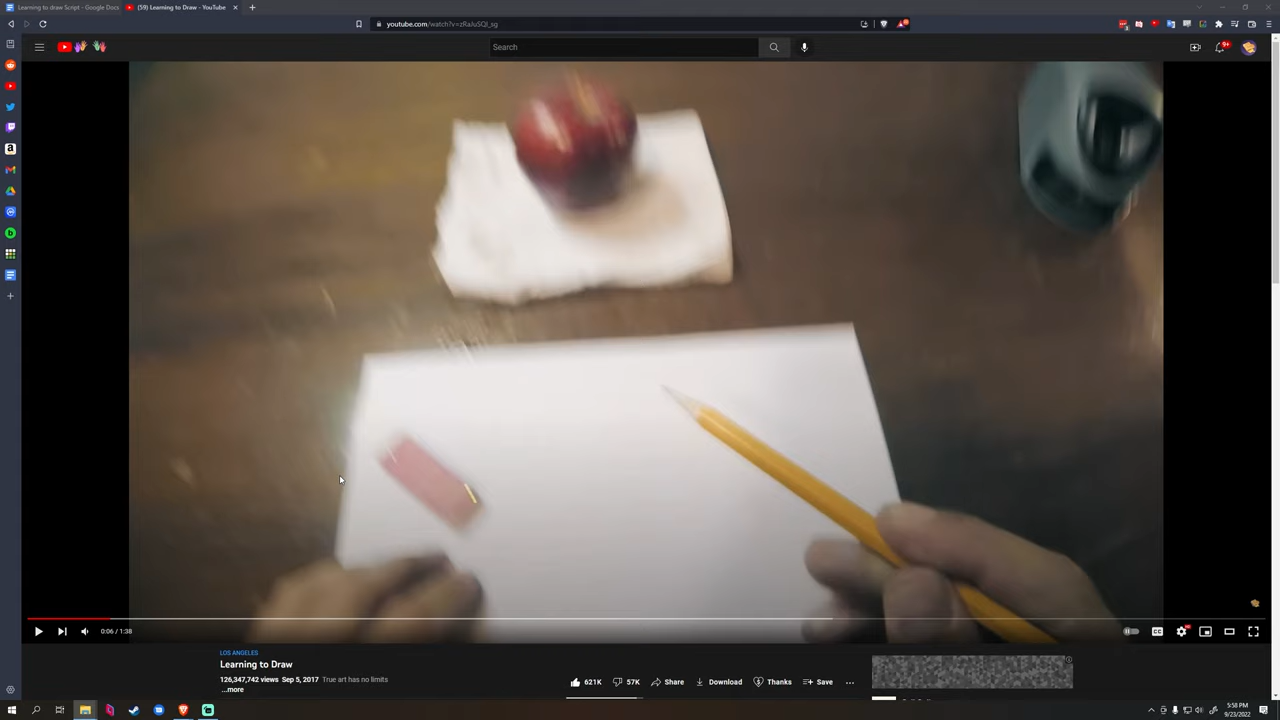 Learning to draw Script - Google Docs
(59) Learning to Draw - YouTube
youtube.com/watch?v=zRaJuSQI_sg
Search
9+
0:06 / 1:38
LOS ANGELES
Learning to Draw
126,347,742 views Sep 5, 2017 True art has no limits
...more
621K
57K
Share
Download
Thanks
Save
5:58 PM
9/23/2022